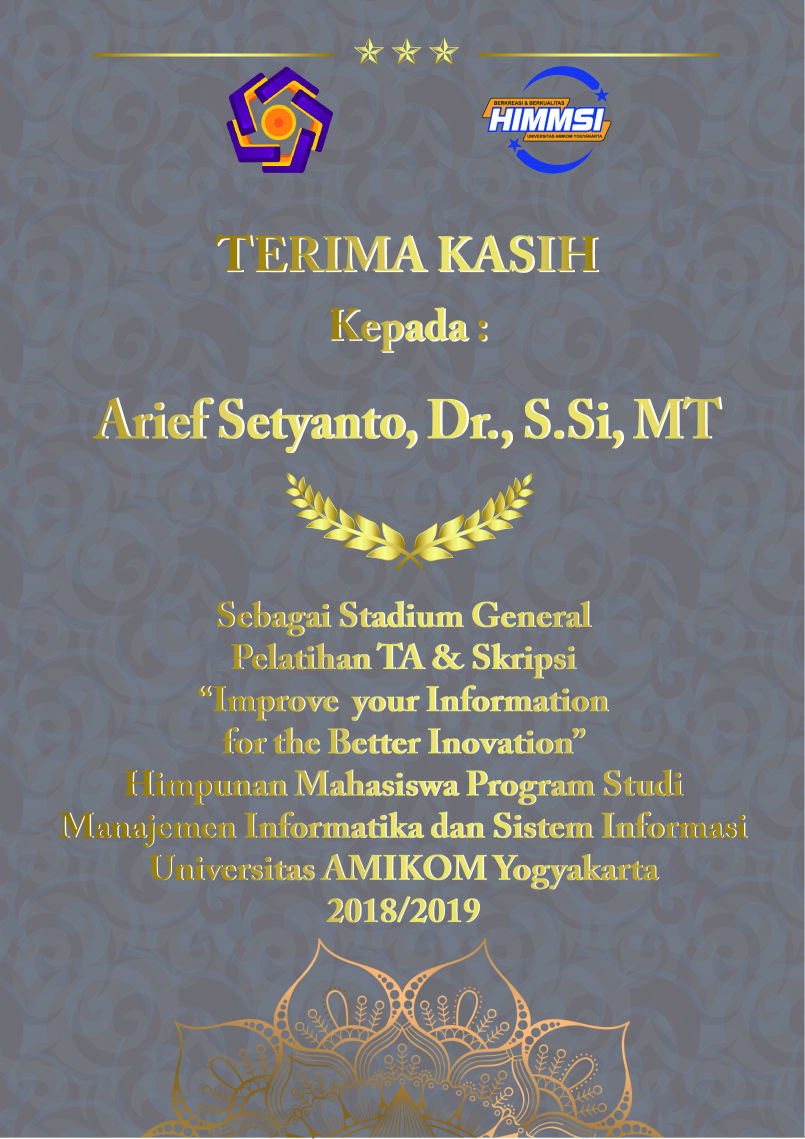 BERKREASI & BERKUALITAS
HIMMSI
UNIVERSITAS AMIKOM YOGYAKARTA
TERIMA KASIH
Kepada :
Arief Setyanto, Dr., S.Si, MT
Sebagai Stadium General
Pelatihan TA & Skripsi
“Improve your Information
for the Better Inovation”
Himpunan Mahasiswa Program Studi
Manajemen Informatika dan Sistem Informasi
Universitas AMIKOM Yogyakarta
2018/2019